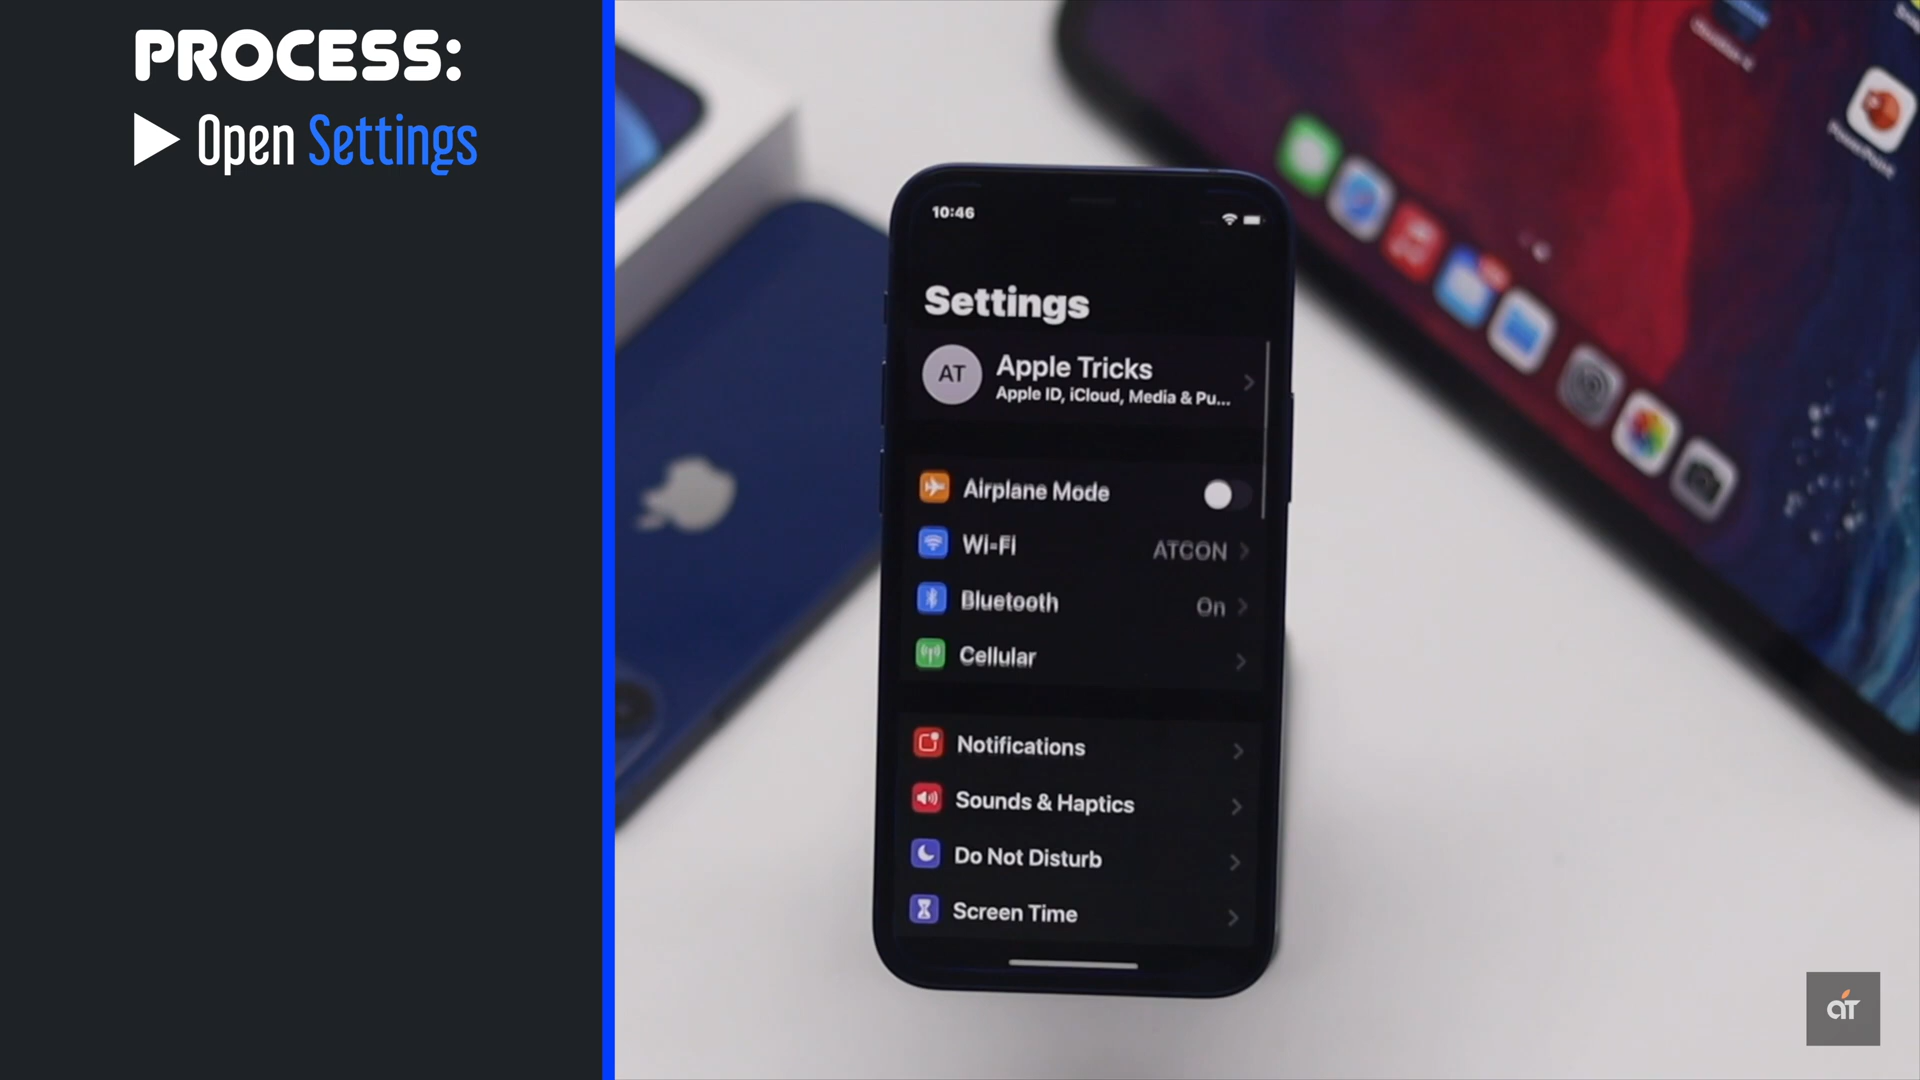 PROCESS:
Open Settings
10:46
Settings
AT
Apple Tricks
Apple ID, iCloud, Media & Pu...
Airplane Mode
Wi-Fi
ATCON
Bluetooth
On
Cellular
Notifications
Sounds & Haptics
Do Not Disturb
Screen Time
PowerPoint
aT